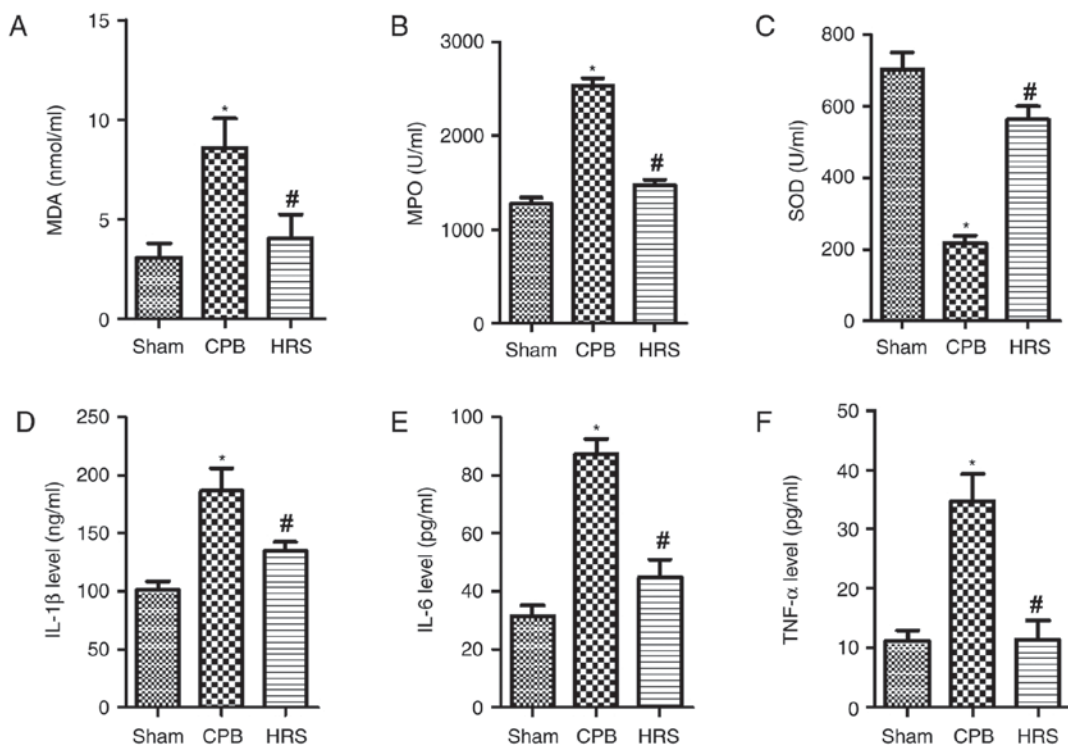 A
MDA (nmol/ml)
15
10
5
0
*
#
Sham CPB HRS
B
MPO (U/ml)
3000
2000
1000
0
*
#
Sham CPB HRS
C
SOD (U/ml)
800
600
400
200
0
*
#
Sham CPB HRS
D
IL-1β level (ng/ml)
250
200
150
100
50
0
*
#
Sham CPB HRS
E
IL-6 level (pg/ml)
100
80
60
40
20
0
*
#
Sham CPB HRS
F
TNF-α level (pg/ml)
50
40
30
20
10
0
*
#
Sham CPB HRS